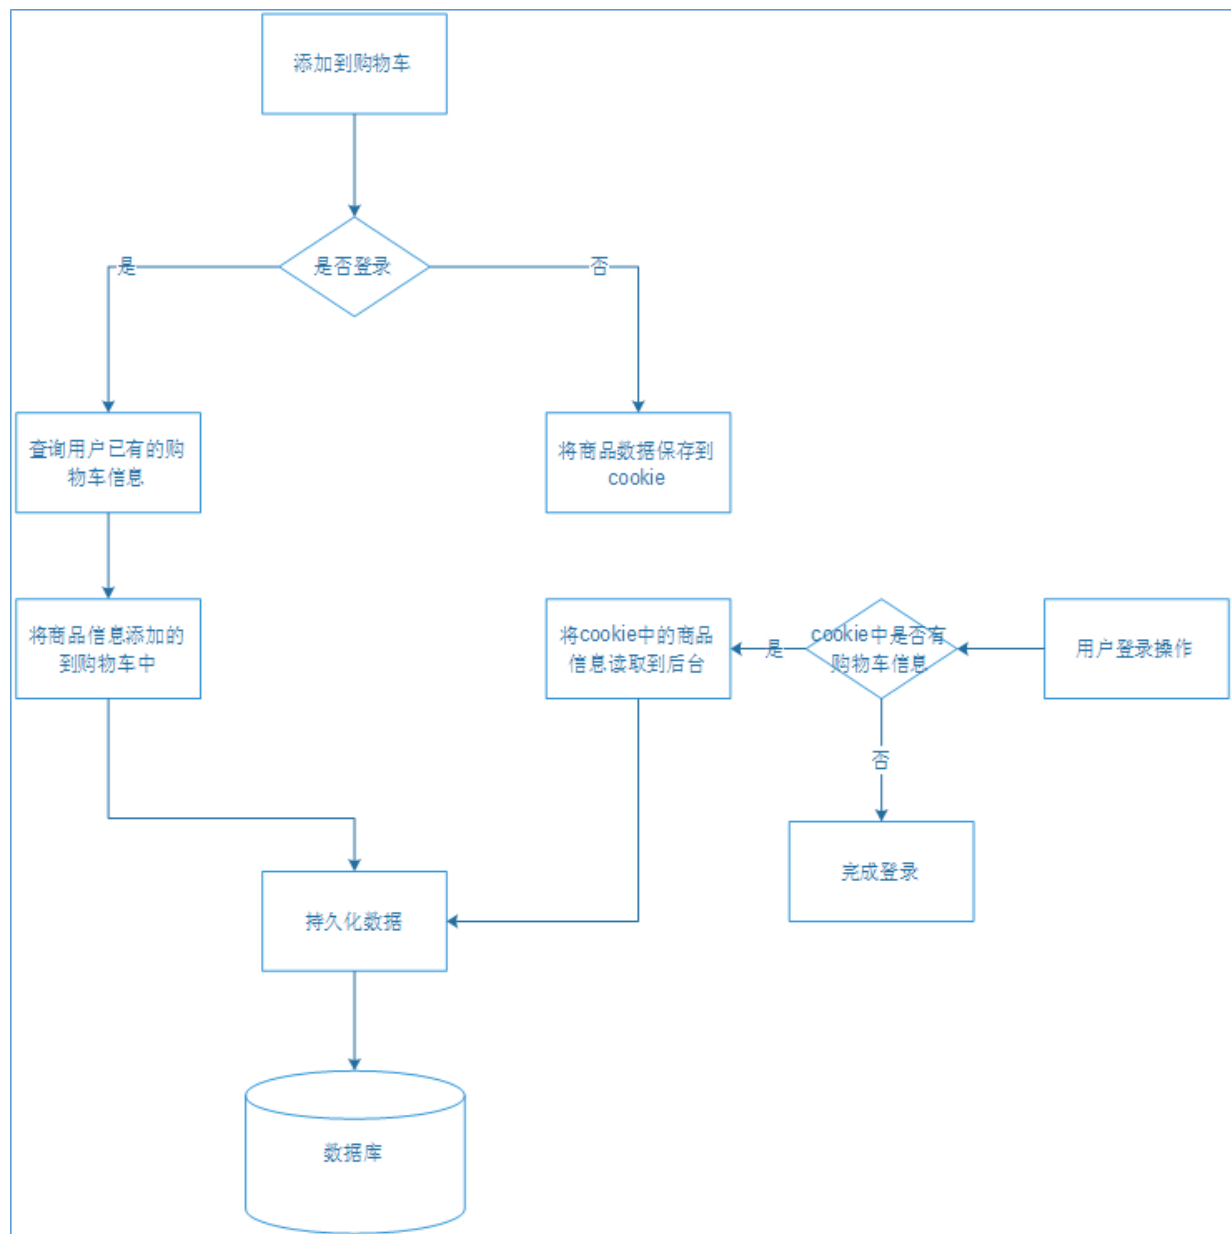 添加到购物车
是否登录
是
否
查询用户已有的购
物车信息
将商品数据保存到
cookie
将商品信息添加的
到购物车中
将cookie中的商品
信息读取到后台
是
cookie中是否有
购物车信息
用户登录操作
否
完成登录
持久化数据
数据库